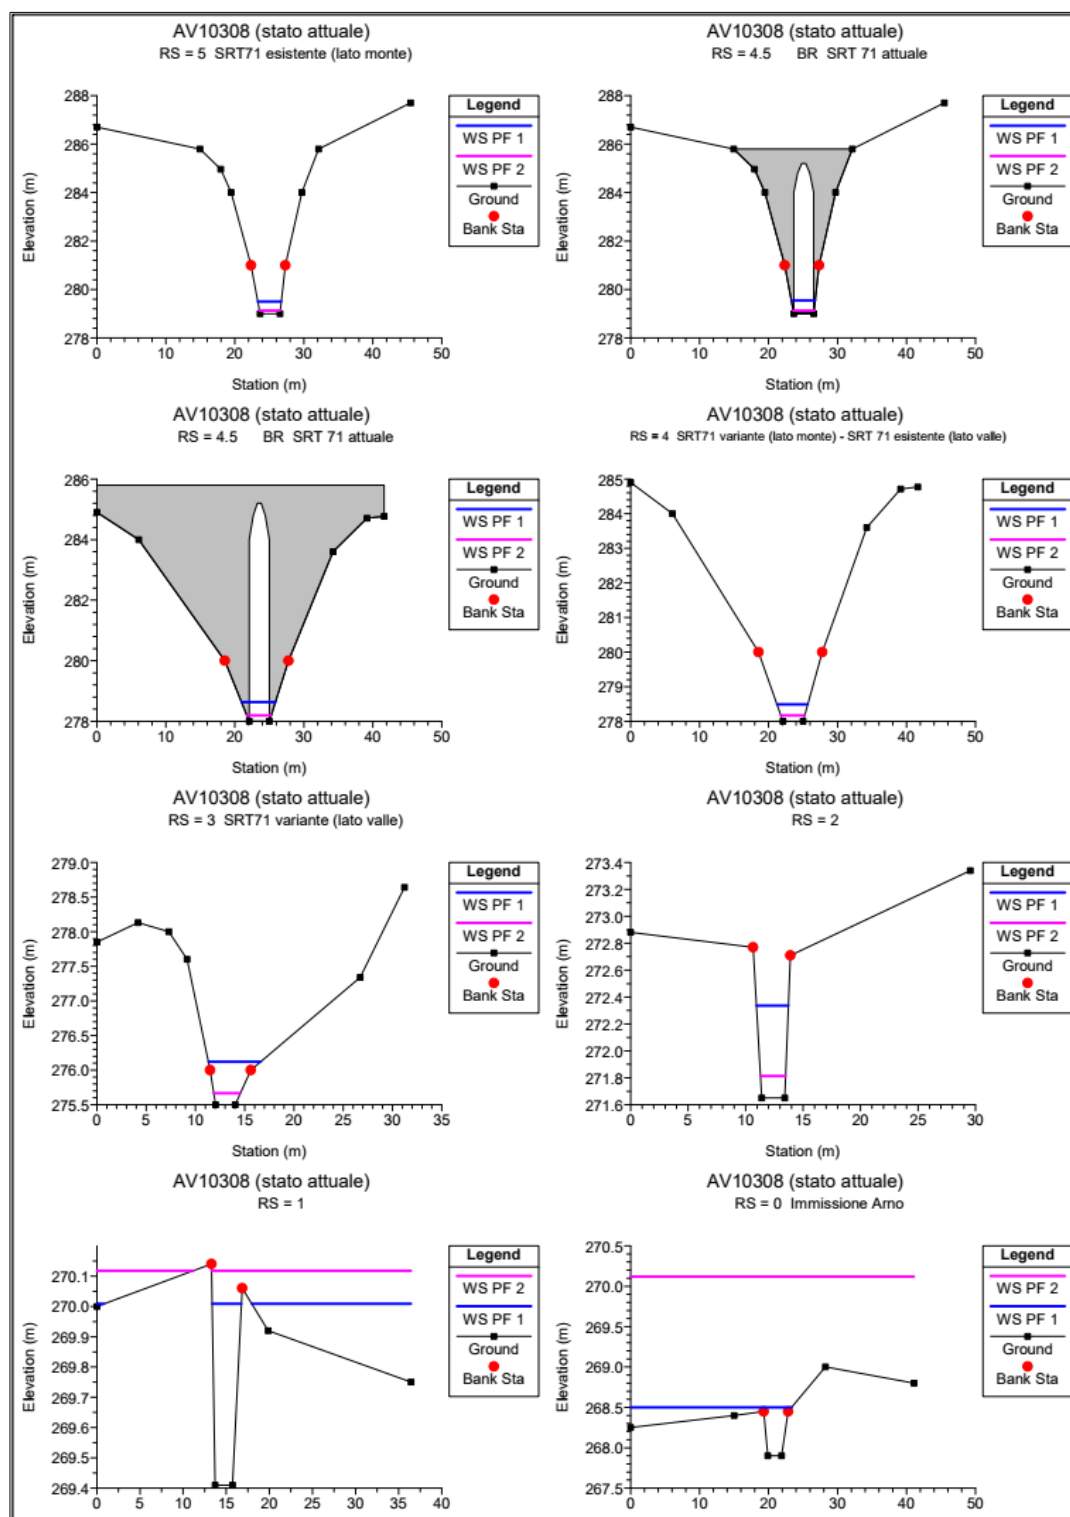 AV10308 (stato attuale)
RS = 5 SRT71 esistente (lato monte)
288
286
284
282
280
278
Elevation (m)
0 10 20 30 40 50
Station (m)
Legend
WS PF 1
WS PF 2
Ground
Bank Sta
AV10308 (stato attuale)
RS = 4.5 BR SRT 71 attuale
288
286
284
282
280
278
Elevation (m)
0 10 20 30 40 50
Station (m)
Legend
WS PF 1
WS PF 2
Ground
Bank Sta
AV10308 (stato attuale)
RS = 4.5 BR SRT 71 attuale
286
284
282
280
278
Elevation (m)
0 10 20 30 40 50
Station (m)
Legend
WS PF 1
WS PF 2
Ground
Bank Sta
AV10308 (stato attuale)
RS = 4 SRT71 variante (lato monte) - SRT 71 esistente (lato valle)
285
284
283
282
281
280
279
278
Elevation (m)
0 10 20 30 40 50
Station (m)
Legend
WS PF 1
WS PF 2
Ground
Bank Sta
AV10308 (stato attuale)
RS = 3 SRT71 variante (lato valle)
279.0
278.5
278.0
277.5
277.0
276.5
276.0
275.5
Elevation (m)
0 5 10 15 20 25 30 35
Station (m)
Legend
WS PF 1
WS PF 2
Ground
Bank Sta
AV10308 (stato attuale)
RS = 2
273.4
273.2
273.0
272.8
272.6
272.4
272.2
272.0
271.8
271.6
Elevation (m)
0 5 10 15 20 25 30
Station (m)
Legend
WS PF 1
WS PF 2
Ground
Bank Sta
AV10308 (stato attuale)
RS = 1
270.1
270.0
269.9
269.8
269.7
269.6
269.5
269.4
Elevation (m)
0 5 10 15 20 25 30 35 40
Station (m)
Legend
WS PF 2
WS PF 1
Ground
Bank Sta
AV10308 (stato attuale)
RS = 0 Immissione Arno
270.5
270.0
269.5
269.0
268.5
268.0
267.5
Elevation (m)
0 10 20 30 40 50
Station (m)
Legend
WS PF 2
WS PF 1
Ground
Bank Sta